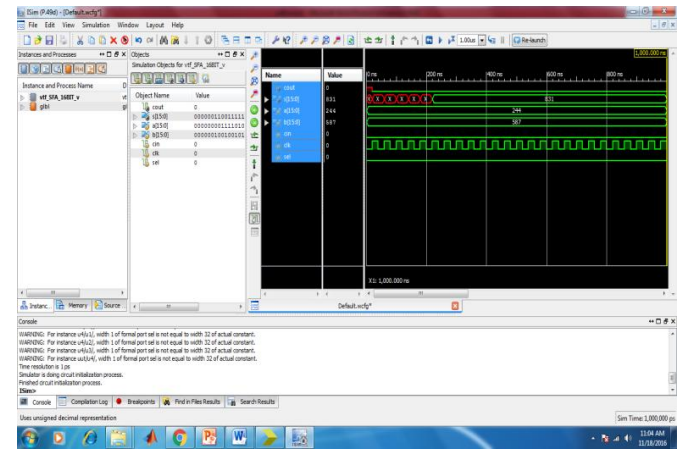 ISim (P.49d) - [Default.wcfg*]
File Edit View Simulation Window Layout Help
1.00us Re-launch
Instances and Processes
Instance and Process Name
vtf_SFA_16BIT_v
glbl
Objects
Simulation Objects for vtf_SFA_16BIT_v
Object Name Value
cout 0
s[15:0] 000000110011111
a[15:0] 000000001111010
b[15:0] 000000100100101
cin 0
clk 0
sel 0
Name Value
cout 0
s[15:0] 831
a[15:0] 244
b[15:0] 587
cin 0
clk 0
sel 0
1,000.000 ns
0 ns 200 ns 400 ns 600 ns 800 ns
X X X X X 831
244
587
X1: 1,000.000 ns
Instanc... Memory Source
Default.wcfg*
Console
WARNING: For instance u4/u1/, width 1 of formal port sel is not equal to width 32 of actual constant.
WARNING: For instance u4/u2/, width 1 of formal port sel is not equal to width 32 of actual constant.
WARNING: For instance u4/u3/, width 1 of formal port sel is not equal to width 32 of actual constant.
WARNING: For instance uut/u4/, width 1 of formal port sel is not equal to width 32 of actual constant.
Time resolution is 1 ps
Simulator is doing circuit initialization process.
Finished circuit initialization process.
ISim>
Console Compilation Log Breakpoints Find in Files Results Search Results
Uses unsigned decimal representation Sim Time: 1,000,000 ps
11:04 AM
11/18/2016